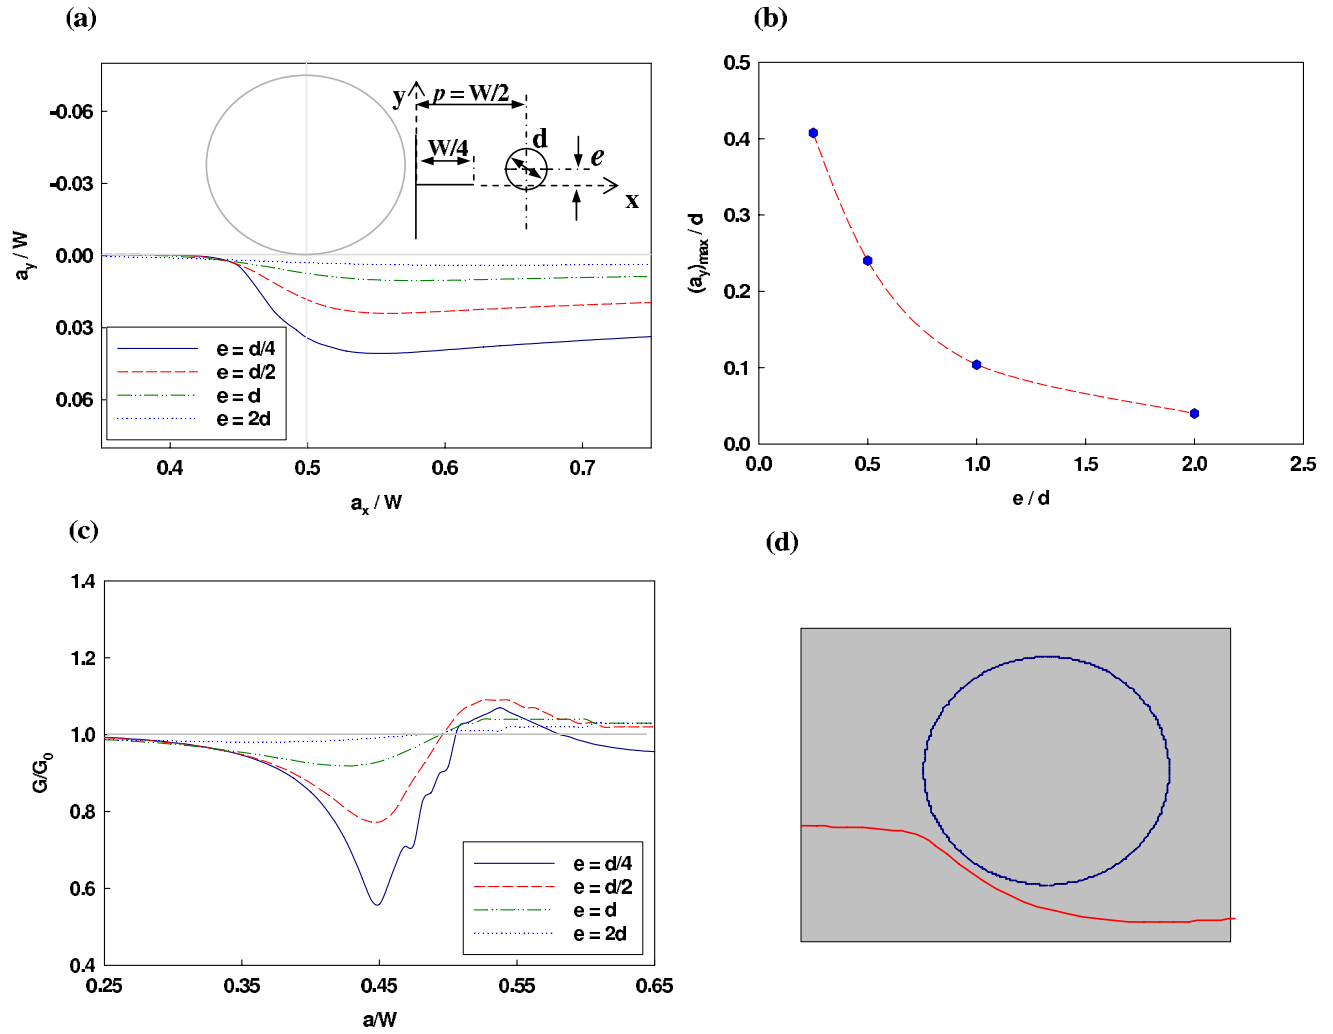 (a)
-0.06
-0.03
0.00
0.03
0.06
a_y / W
0.4
0.5
0.6
0.7
a_x / W
y
p = W/2
W/4
d
e
x
e = d/4
e = d/2
e = d
e = 2d
(b)
0.5
0.4
0.3
0.2
0.1
0.0
(a_y)_max / d
0.0
0.5
1.0
1.5
2.0
2.5
e / d
(c)
1.4
1.2
1.0
0.8
0.6
0.4
G/G_0
0.25
0.35
0.45
0.55
0.65
a/W
e = d/4
e = d/2
e = d
e = 2d
(d)